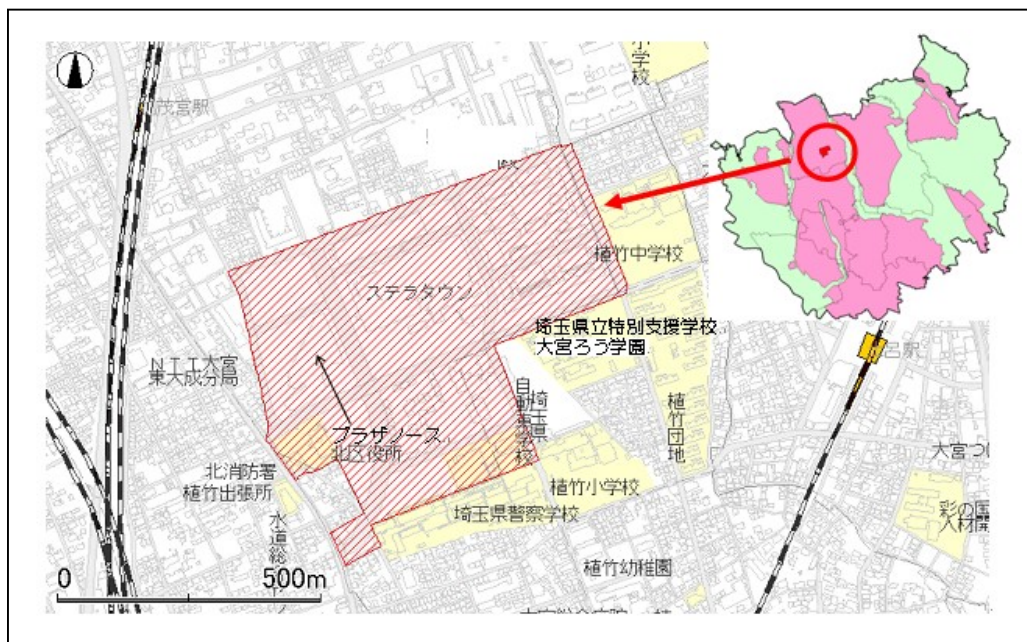 小学校
茂宮駅
植竹中学校
ステラタウン
埼玉県立特別支援学校
大宮ろう学園
呂駅
NTT大宮
東大成分局
自動車学校
埼玉県
植竹団地
プラザノース
北区役所
大宮つ
北消防署
植竹出張所
植竹小学校
埼玉県警察学校
彩の国
人材開
水道総
植竹幼稚園
0
500m